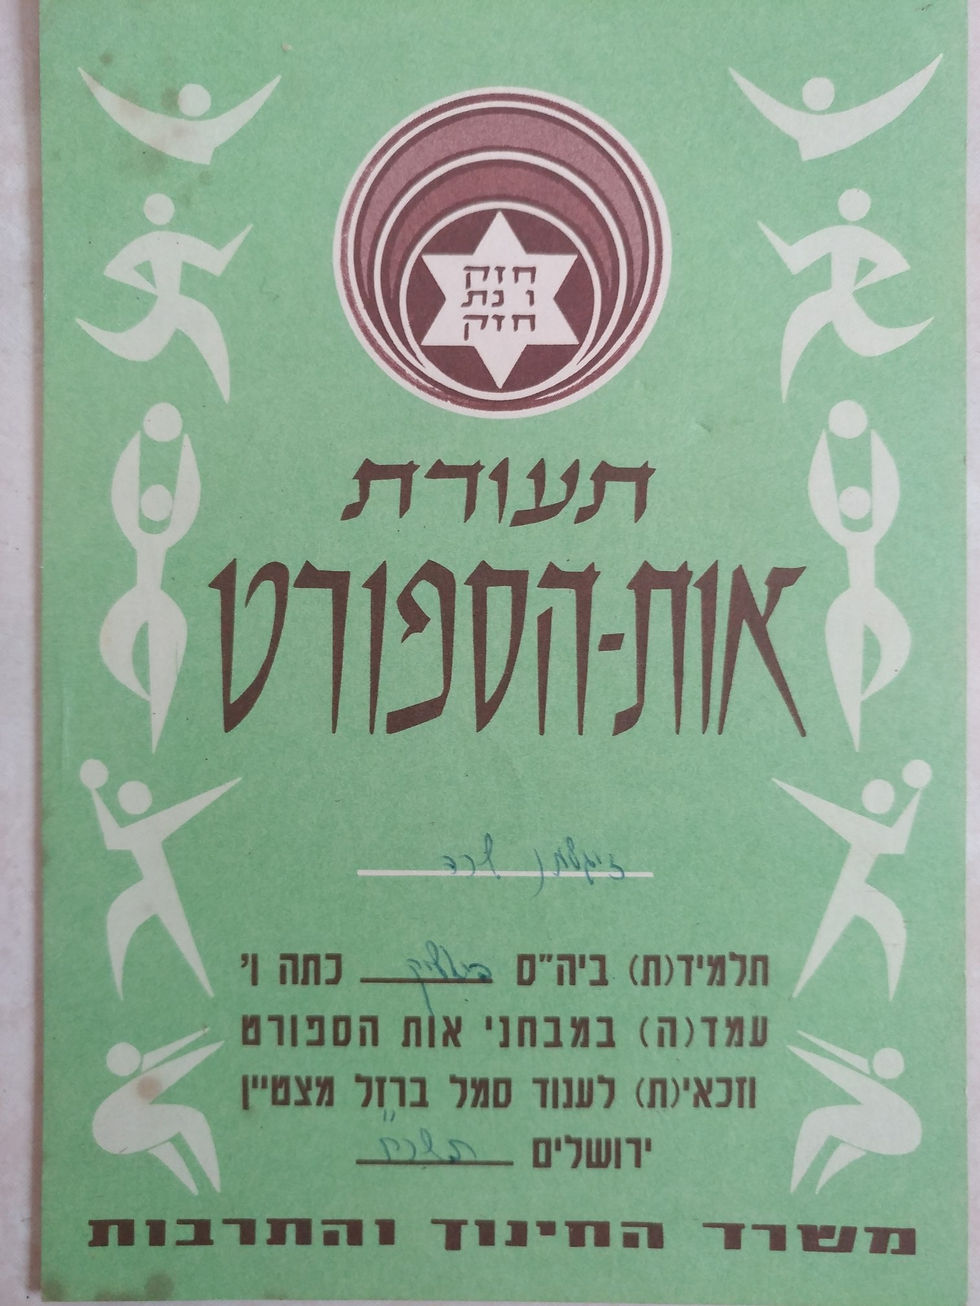 חזק
ו נת
חזק
תעודת
אות-הספורט
תלמיד(ת) ביה"ס ביאליק כתה ו'
עמד(ה) במבחני אות הספורט
וזכאי(ת) לענוד סמל ברזל מצטיין
ירושלים
משרד החינוך והתרבות